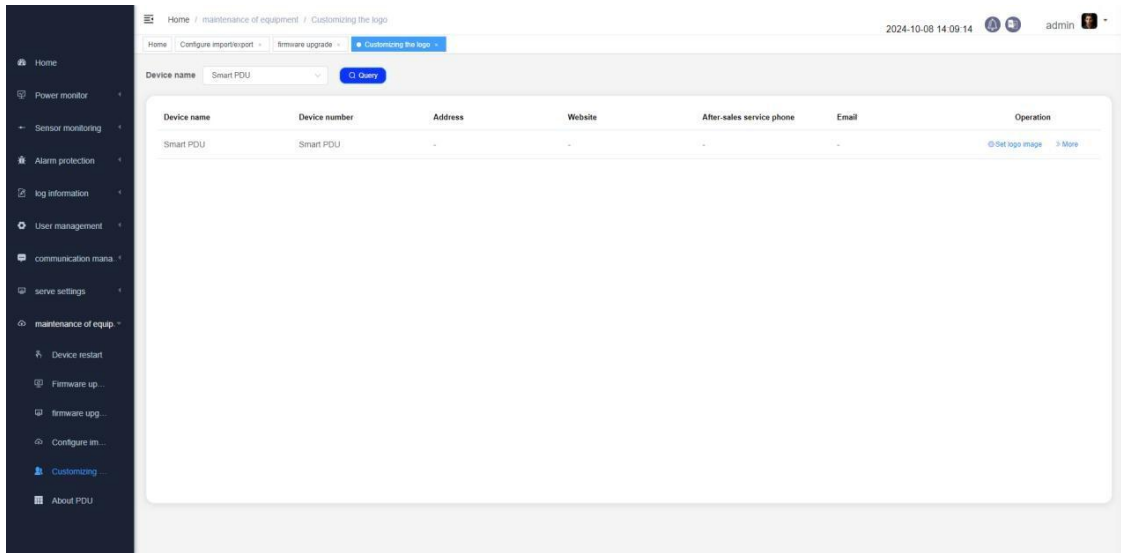 Home / maintenance of equipment / Customizing the logo
2024-10-08 14:09:14 admin
Home Configure import/export × firmware upgrade × Customizing the logo ×
Home
Power monitor
Sensor monitoring
Alarm protection
log information
User management
communication mana..
serve settings
maintenance of equip..
Device restart
Firmware up...
firmware upg...
Configure im...
Customizing ...
About PDU
Device name Smart PDU Query
Device name Device number Address Website After-sales service phone Email Operation
Smart PDU Smart PDU - - - - Set logo image More